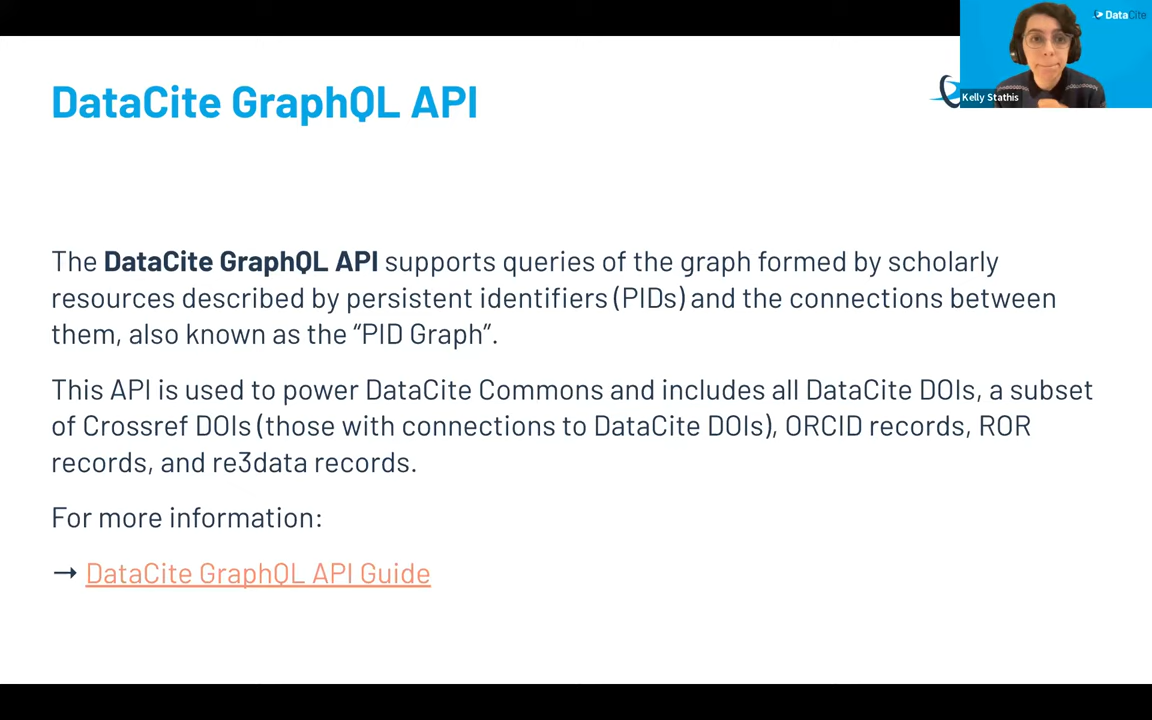 DataCite
DataCite GraphQL API
Kelly Stathis
The DataCite GraphQL API supports queries of the graph formed by scholarly
resources described by persistent identifiers (PIDs) and the connections between
them, also known as the “PID Graph”.
This API is used to power DataCite Commons and includes all DataCite DOIs, a subset
of Crossref DOIs (those with connections to DataCite DOIs), ORCID records, ROR
records, and re3data records.
For more information:
→ DataCite GraphQL API Guide